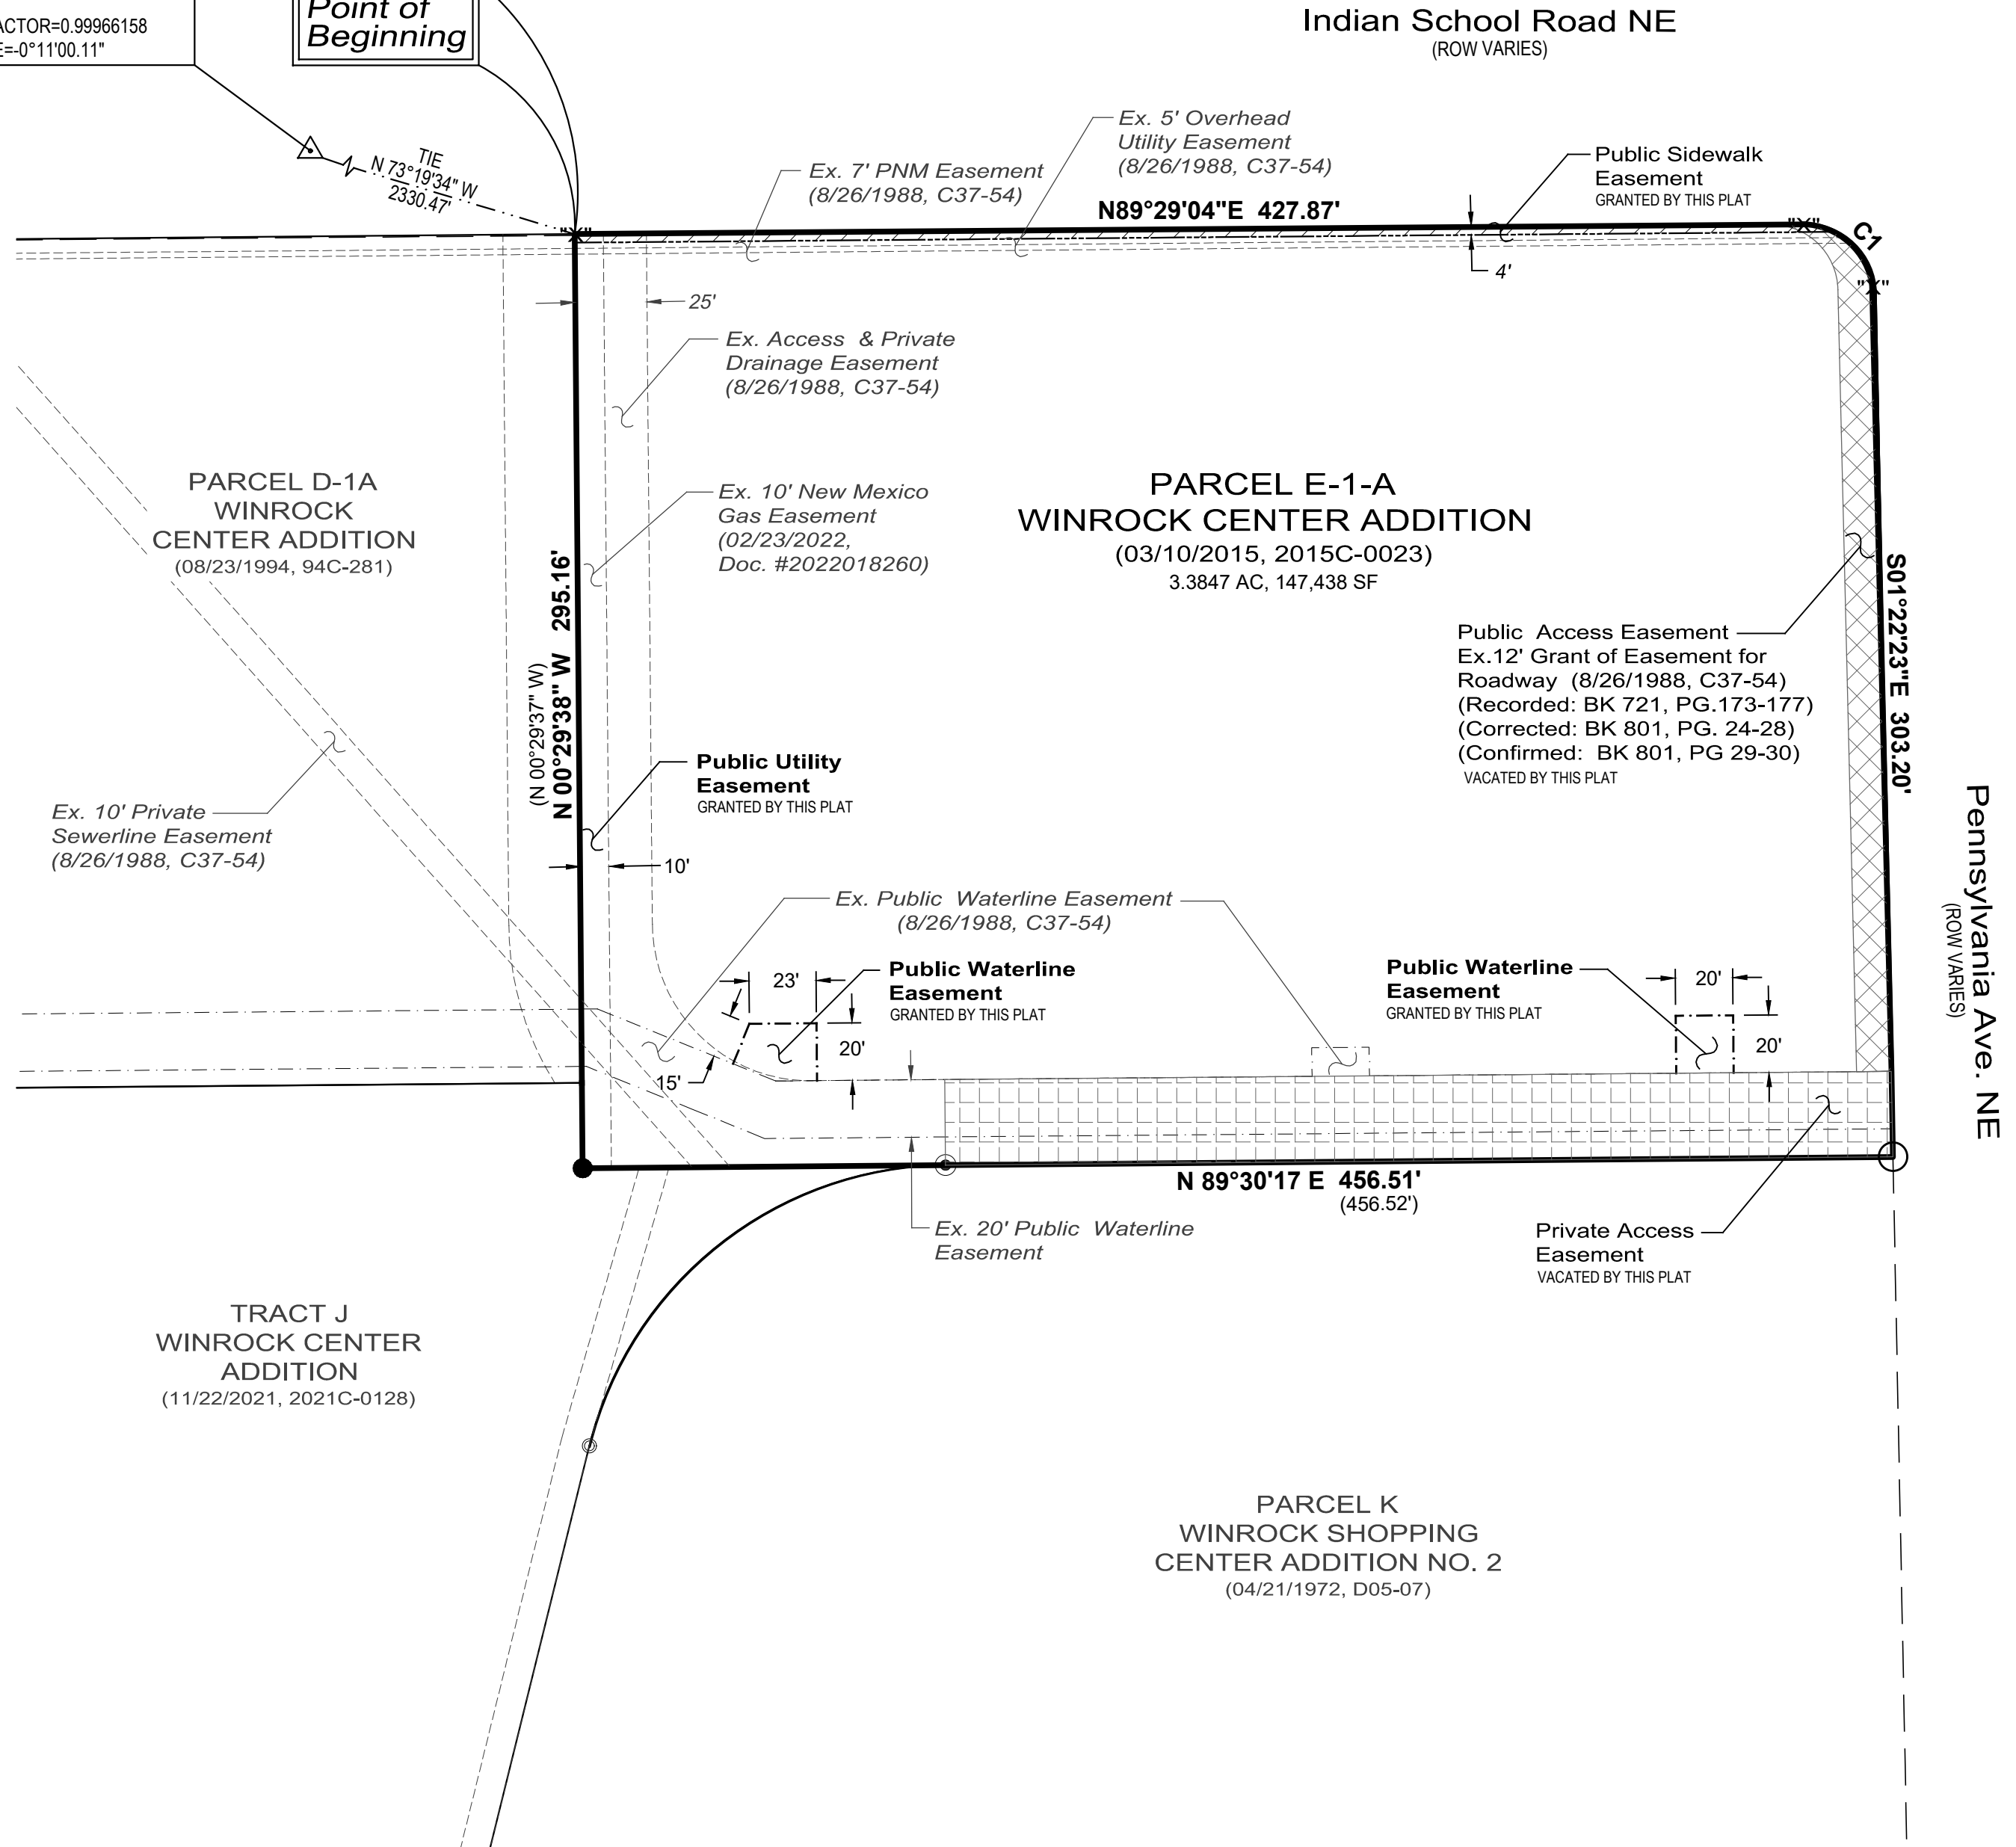 ACTOR=0.99966158
E=-0°11'00.11"
Point of
Beginning
Indian School Road NE
(ROW VARIES)
TIE
N 73°19'34" W
2330.47'
Ex. 7' PNM Easement
(8/26/1988, C37-54)
Ex. 5' Overhead
Utility Easement
(8/26/1988, C37-54)
Public Sidewalk
Easement
GRANTED BY THIS PLAT
N89°29'04"E 427.87'
"X"
"X"
C1
"X"
4'
25'
Ex. Access & Private
Drainage Easement
(8/26/1988, C37-54)
PARCEL D-1A
WINROCK
CENTER ADDITION
(08/23/1994, 94C-281)
Ex. 10' New Mexico
Gas Easement
(02/23/2022,
Doc. #2022018260)
PARCEL E-1-A
WINROCK CENTER ADDITION
(03/10/2015, 2015C-0023)
3.3847 AC, 147,438 SF
(N 00°29'37" W)
N 00°29'38" W 295.16'
S01°22'23"E 303.20'
Public Access Easement
Ex.12' Grant of Easement for
Roadway (8/26/1988, C37-54)
(Recorded: BK 721, PG.173-177)
(Corrected: BK 801, PG. 24-28)
(Confirmed: BK 801, PG 29-30)
VACATED BY THIS PLAT
Public Utility
Easement
GRANTED BY THIS PLAT
Ex. 10' Private
Sewerline Easement
(8/26/1988, C37-54)
10'
Pennsylvania Ave. NE
(ROW VARIES)
Ex. Public Waterline Easement
(8/26/1988, C37-54)
23'
Public Waterline
Easement
GRANTED BY THIS PLAT
20'
15'
Public Waterline
Easement
GRANTED BY THIS PLAT
20'
20'
N 89°30'17 E 456.51'
(456.52')
Ex. 20' Public Waterline
Easement
Private Access
Easement
VACATED BY THIS PLAT
TRACT J
WINROCK CENTER
ADDITION
(11/22/2021, 2021C-0128)
PARCEL K
WINROCK SHOPPING
CENTER ADDITION NO. 2
(04/21/1972, D05-07)